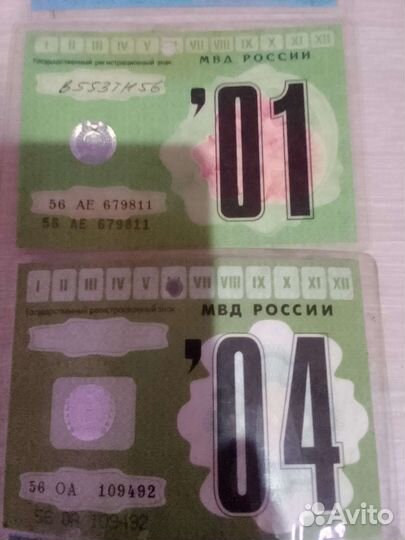 I II III IV V VII VIII IX X XI XII
Государственный регистрационный знак
МВД РОССИИ
В553ТМ56
'01
56 АЕ 679811
56 АЕ 679811
I II III IV V VII VIII IX X XI XII
Государственный регистрационный знак
МВД РОССИИ
'04
56 ОА 109492
56 ОА 109492
Avito